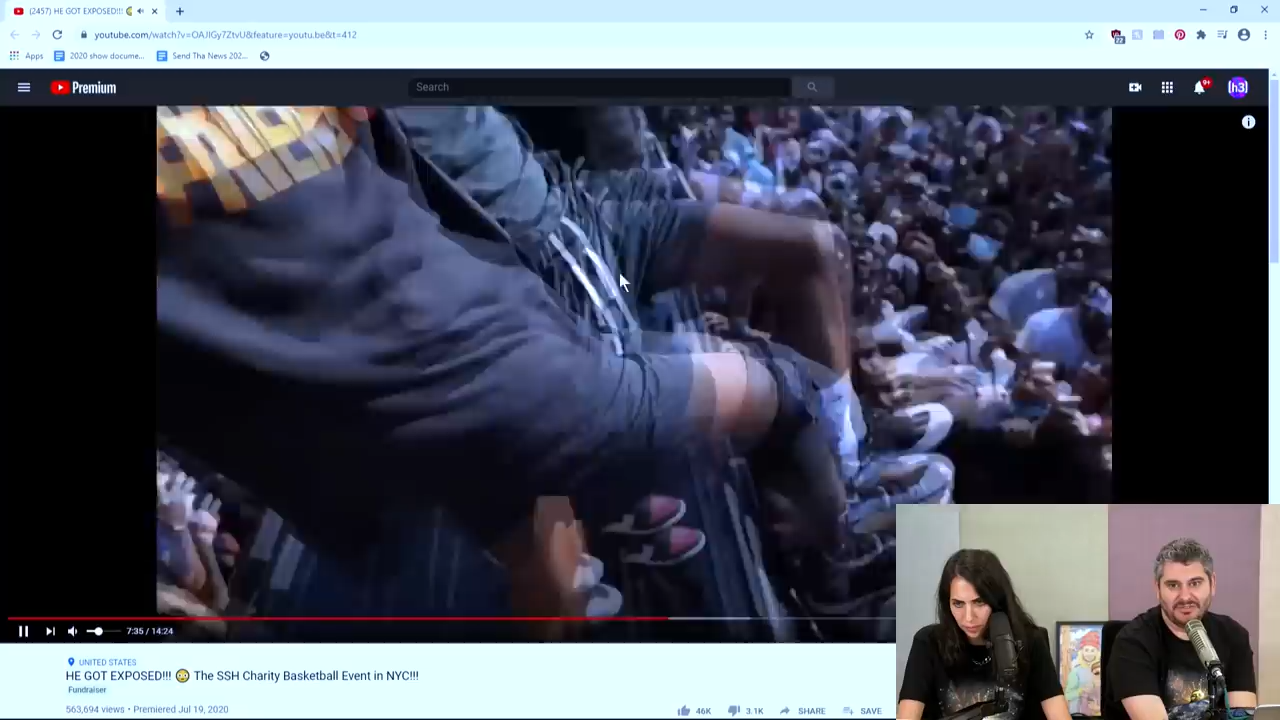 (2457) HE GOT EXPOSED!!!
youtube.com/watch?v=OAJIGy7ZtvU&feature=youtu.be&t=412
Apps 2020 show docume... Send Tha News 202...
Premium Search 9+ h3
7:35 / 14:24
UNITED STATES
HE GOT EXPOSED!!! 😳 The SSH Charity Basketball Event in NYC!!!
Fundraiser
563,694 views • Premiered Jul 19, 2020 46K 3.1K SHARE SAVE